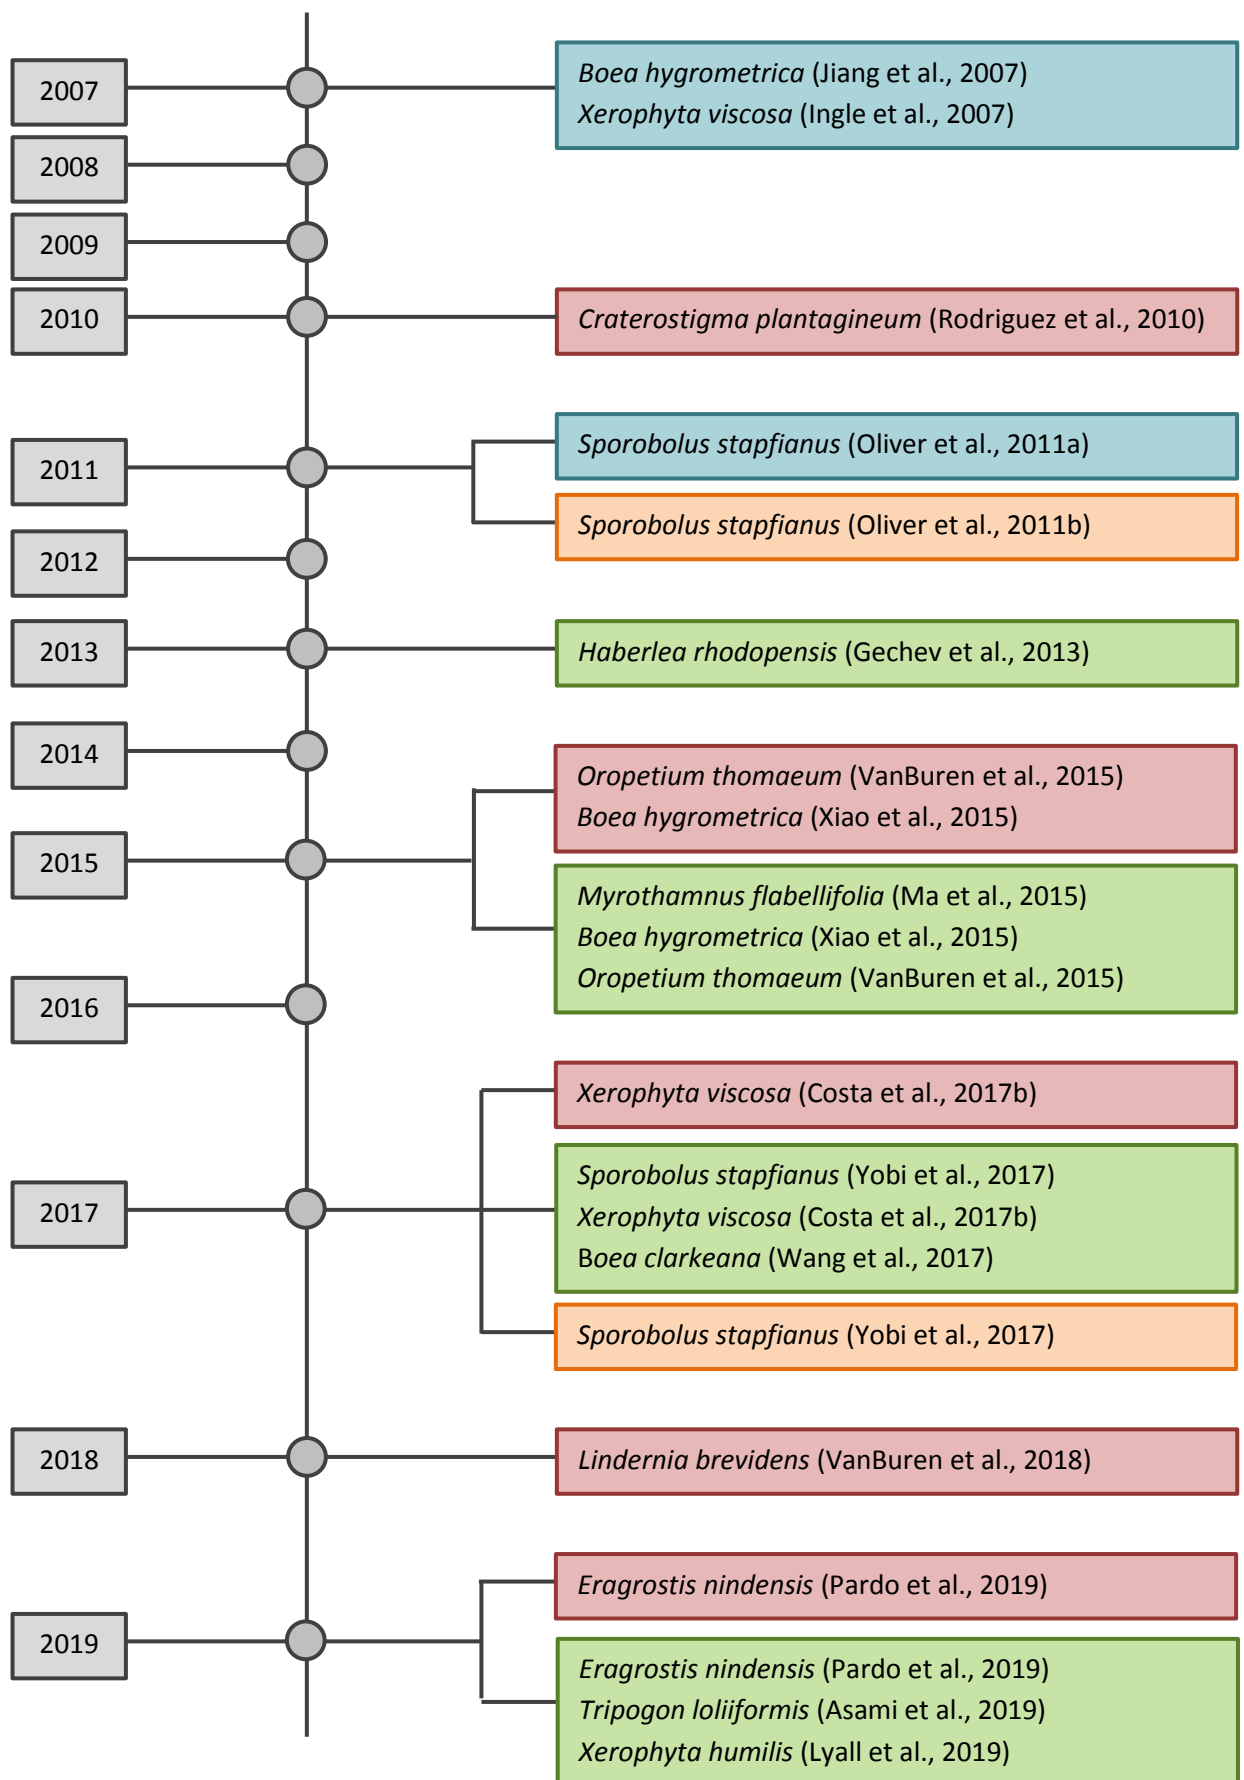 2007
Boea hygrometrica (Jiang et al., 2007)
Xerophyta viscosa (Ingle et al., 2007)
2008
2009
2010
Craterostigma plantagineum (Rodriguez et al., 2010)
2011
Sporobolus stapfianus (Oliver et al., 2011a)
Sporobolus stapfianus (Oliver et al., 2011b)
2012
2013
Haberlea rhodopensis (Gechev et al., 2013)
2014
2015
Oropetium thomaeum (VanBuren et al., 2015)
Boea hygrometrica (Xiao et al., 2015)
Myrothamnus flabellifolia (Ma et al., 2015)
Boea hygrometrica (Xiao et al., 2015)
Oropetium thomaeum (VanBuren et al., 2015)
2016
2017
Xerophyta viscosa (Costa et al., 2017b)
Sporobolus stapfianus (Yobi et al., 2017)
Xerophyta viscosa (Costa et al., 2017b)
Boea clarkeana (Wang et al., 2017)
Sporobolus stapfianus (Yobi et al., 2017)
2018
Lindernia brevidens (VanBuren et al., 2018)
2019
Eragrostis nindensis (Pardo et al., 2019)
Eragrostis nindensis (Pardo et al., 2019)
Tripogon loliiformis (Asami et al., 2019)
Xerophyta humilis (Lyall et al., 2019)